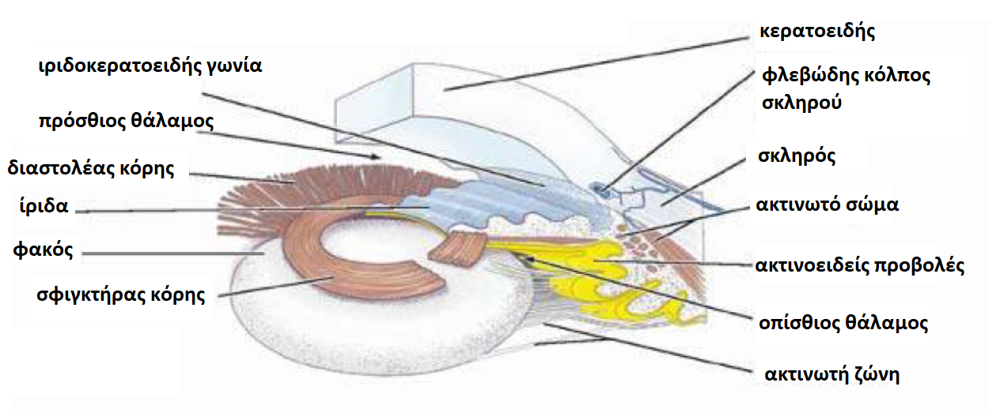 κερατοειδής
ιριδοκερατοειδής γωνία
φλεβώδης κόλπος
σκληρού
πρόσθιος θάλαμος
σκληρός
διαστολέας κόρης
ίριδα
ακτινωτό σώμα
φακός
ακτινοειδείς προβολές
σφιγκτήρας κόρης
οπίσθιος θάλαμος
ακτινωτή ζώνη